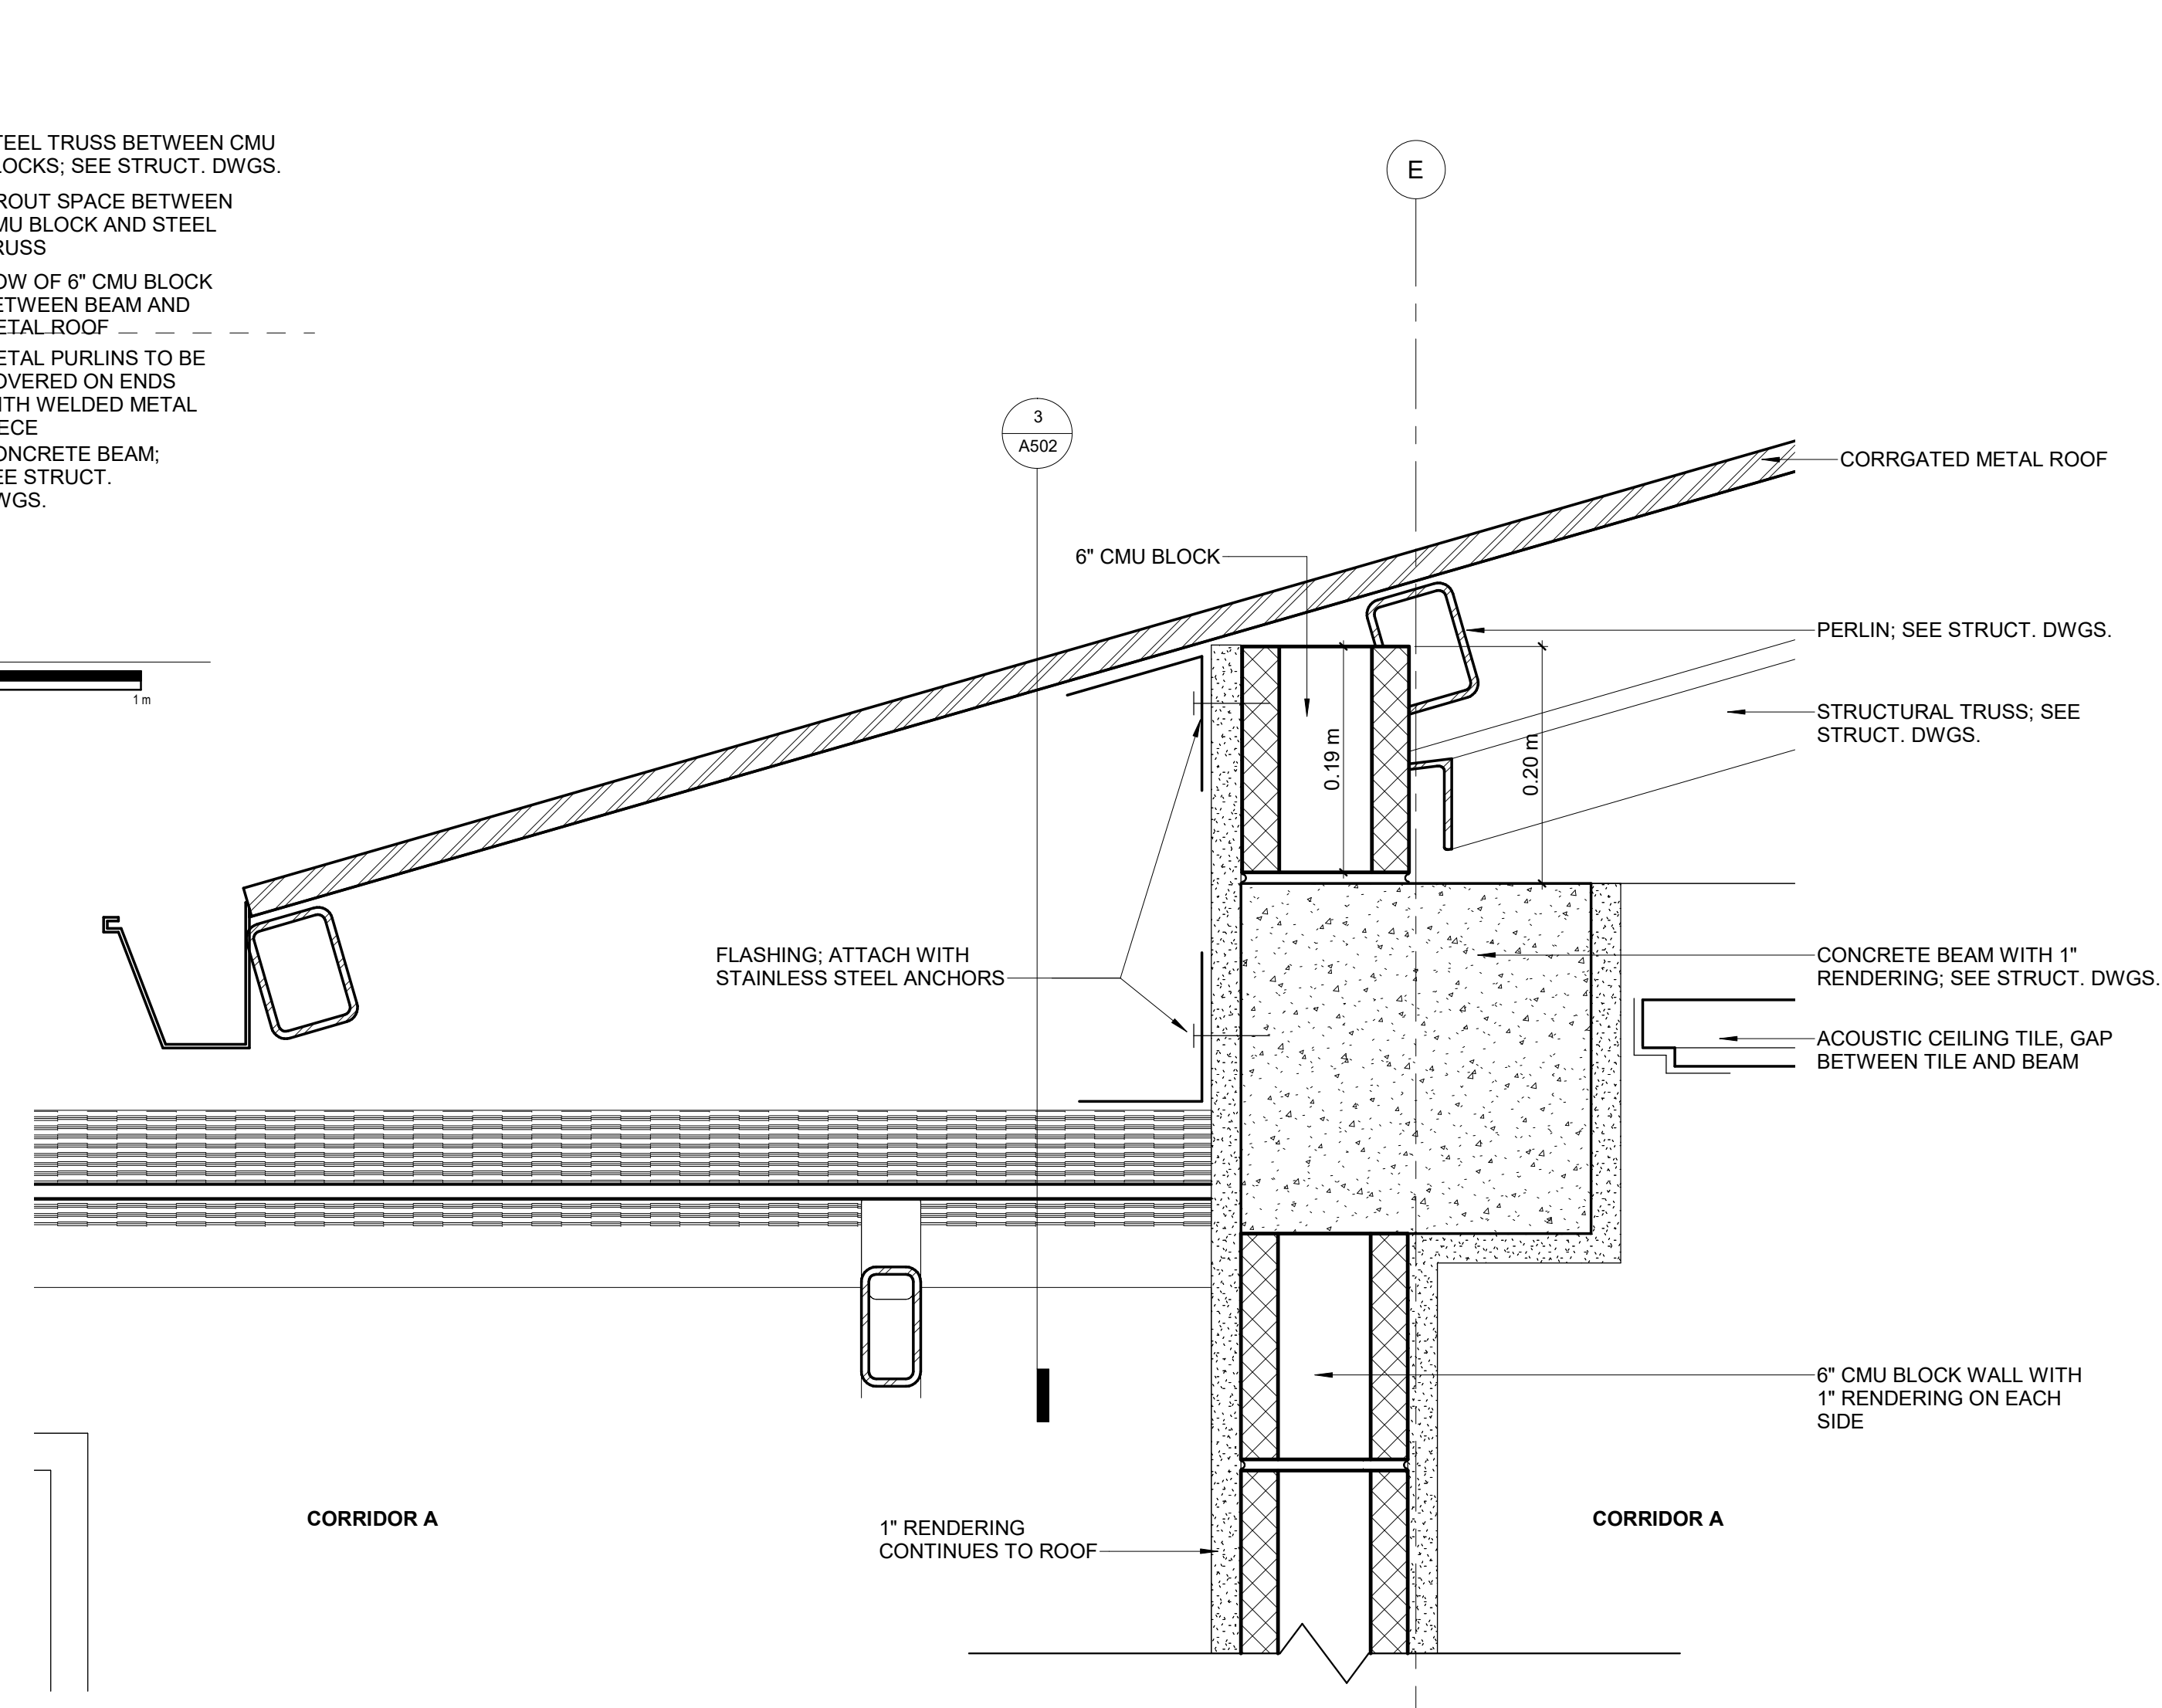 TEEL TRUSS BETWEEN CMU
LOCKS; SEE STRUCT. DWGS.
ROUT SPACE BETWEEN
MU BLOCK AND STEEL
RUSS
OW OF 6" CMU BLOCK
ETWEEN BEAM AND
ETAL ROOF
ETAL PURLINS TO BE
OVERED ON ENDS
ITH WELDED METAL
IECE
ONCRETE BEAM;
EE STRUCT.
WGS.
1 m
E
3
A502
CORRGATED METAL ROOF
6" CMU BLOCK
PERLIN; SEE STRUCT. DWGS.
STRUCTURAL TRUSS; SEE
STRUCT. DWGS.
0.19 m
0.20 m
FLASHING; ATTACH WITH
STAINLESS STEEL ANCHORS
CONCRETE BEAM WITH 1"
RENDERING; SEE STRUCT. DWGS.
ACOUSTIC CEILING TILE, GAP
BETWEEN TILE AND BEAM
6" CMU BLOCK WALL WITH
1" RENDERING ON EACH
SIDE
CORRIDOR A
1" RENDERING
CONTINUES TO ROOF
CORRIDOR A